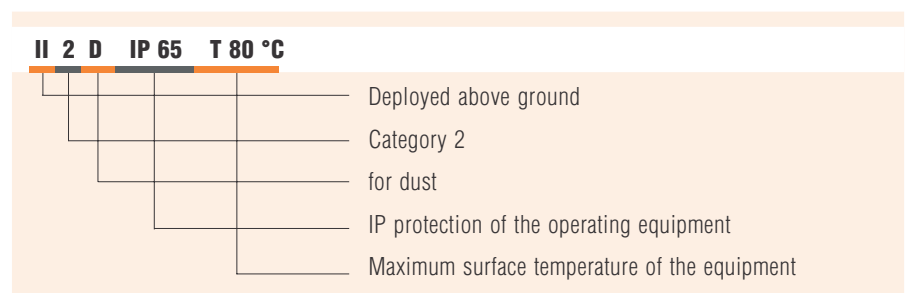 II 2 D IP 65 T 80 °C
Deployed above ground
Category 2
for dust
IP protection of the operating equipment
Maximum surface temperature of the equipment